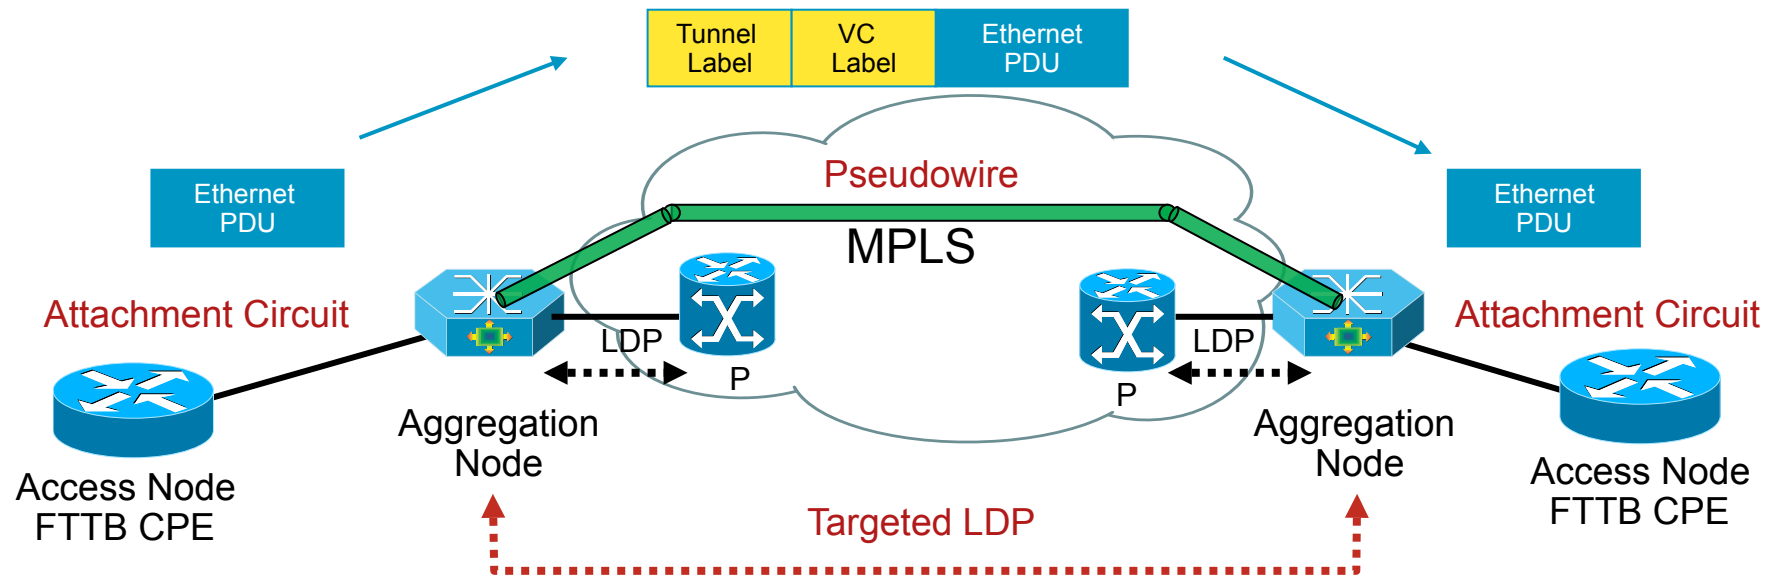 Tunnel
Label
VC
Label
Ethernet
PDU
Ethernet
PDU
Pseudowire
Ethernet
PDU
MPLS
Attachment Circuit
Attachment Circuit
LDP
LDP
P
P
Aggregation
Node
Aggregation
Node
Access Node
FTTB CPE
Access Node
FTTB CPE
Targeted LDP